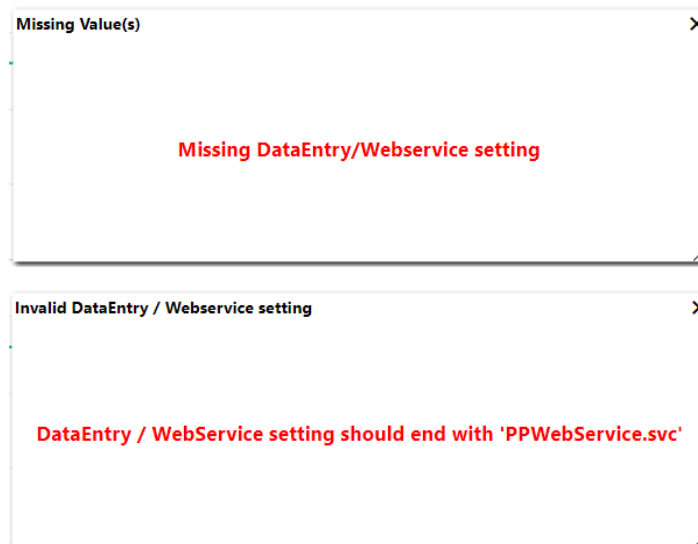 Missing Value(s)
Missing DataEntry/Webservice setting
Invalid DataEntry / Webservice setting
DataEntry / WebService setting should end with 'PPWebService.svc'